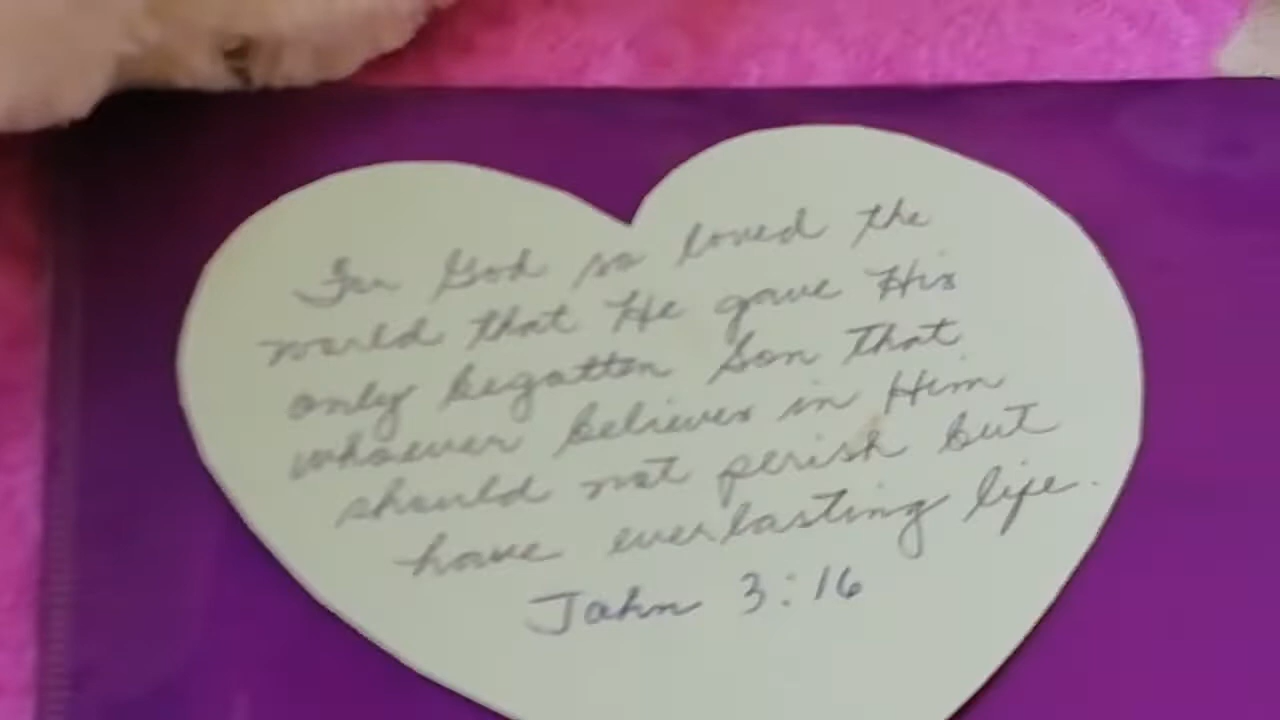 For God so loved the
world that He gave His
only begotten Son that
whoever believes in Him
should not perish but
have everlasting life.
John 3:16